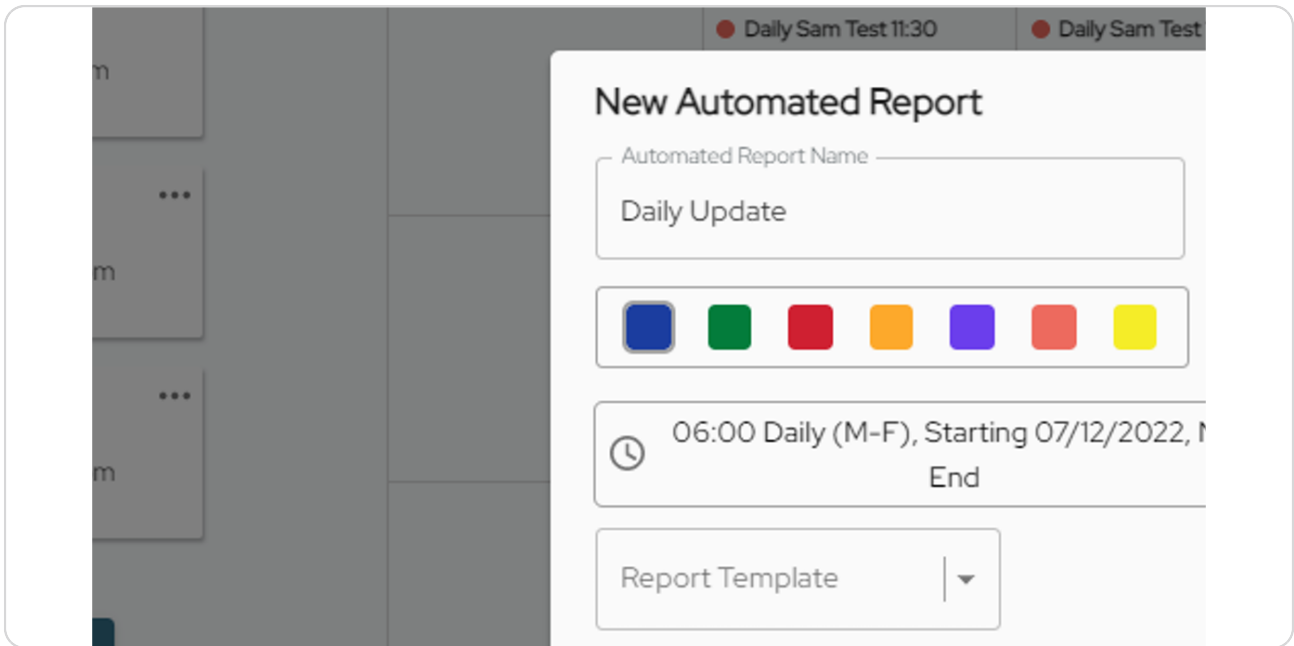 Daily Sam Test 11:30
Daily Sam Test
m
New Automated Report
Automated Report Name
Daily Update
m
06:00 Daily (M-F), Starting 07/12/2022,
End
m
Report Template